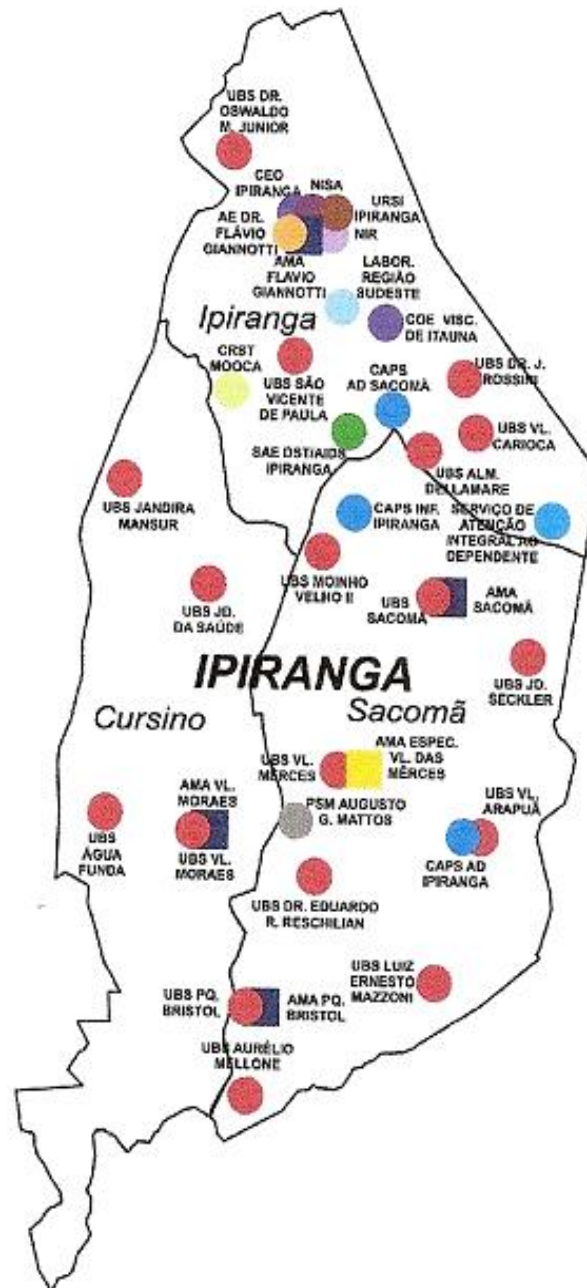 UBS DR.
OSWALDO
M. JUNIOR
CEO
IPIRANGA
NISA
URSI
IPIRANGA
AE DR.
FLÁVIO
GIANNOTTI
NIR
AMA
FLAVIO
GIANNOTTI
LABOR.
REGIÃO
SUDESTE
Ipiranga
COE VISC.
DE ITAUNA
CRST
MOOCA
UBS SÃO
VICENTE
DE PAULA
CAPS
AD SACOMÃ
UBS DR. J.
ROSSINI
UBS VL.
CARIOCA
SAE DST/AIDS
IPIRANGA
UBS ALM.
DELLAMARE
UBS JANDIRA
MANSUR
CAPS INF.
IPIRANGA
SERVIÇO DE
ATENÇÃO
INTEGRAL AO
DEPENDENTE
UBS MOINHO
VELHO II
UBS JD.
DA SAÚDE
UBS
SACOMÃ
AMA
SACOMÃ
IPIRANGA
UBS JD.
SECKLER
Cursino
Sacomã
UBS VL.
MERCES
AMA ESPEC.
VL. DAS
MÊRCES
AMA VL.
MORAES
UBS VL.
ARAPUÃ
UBS
ÁGUA
FUNDA
UBS VL.
MORAES
PSM AUGUSTO
G. MATTOS
CAPS AD
IPIRANGA
UBS DR. EDUARDO
R. RESCHILIAN
UBS LUIZ
ERNESTO
MAZZONI
UBS PQ.
BRISTOL
AMA PQ.
BRISTOL
UBS AURÉLIO
MELLONE